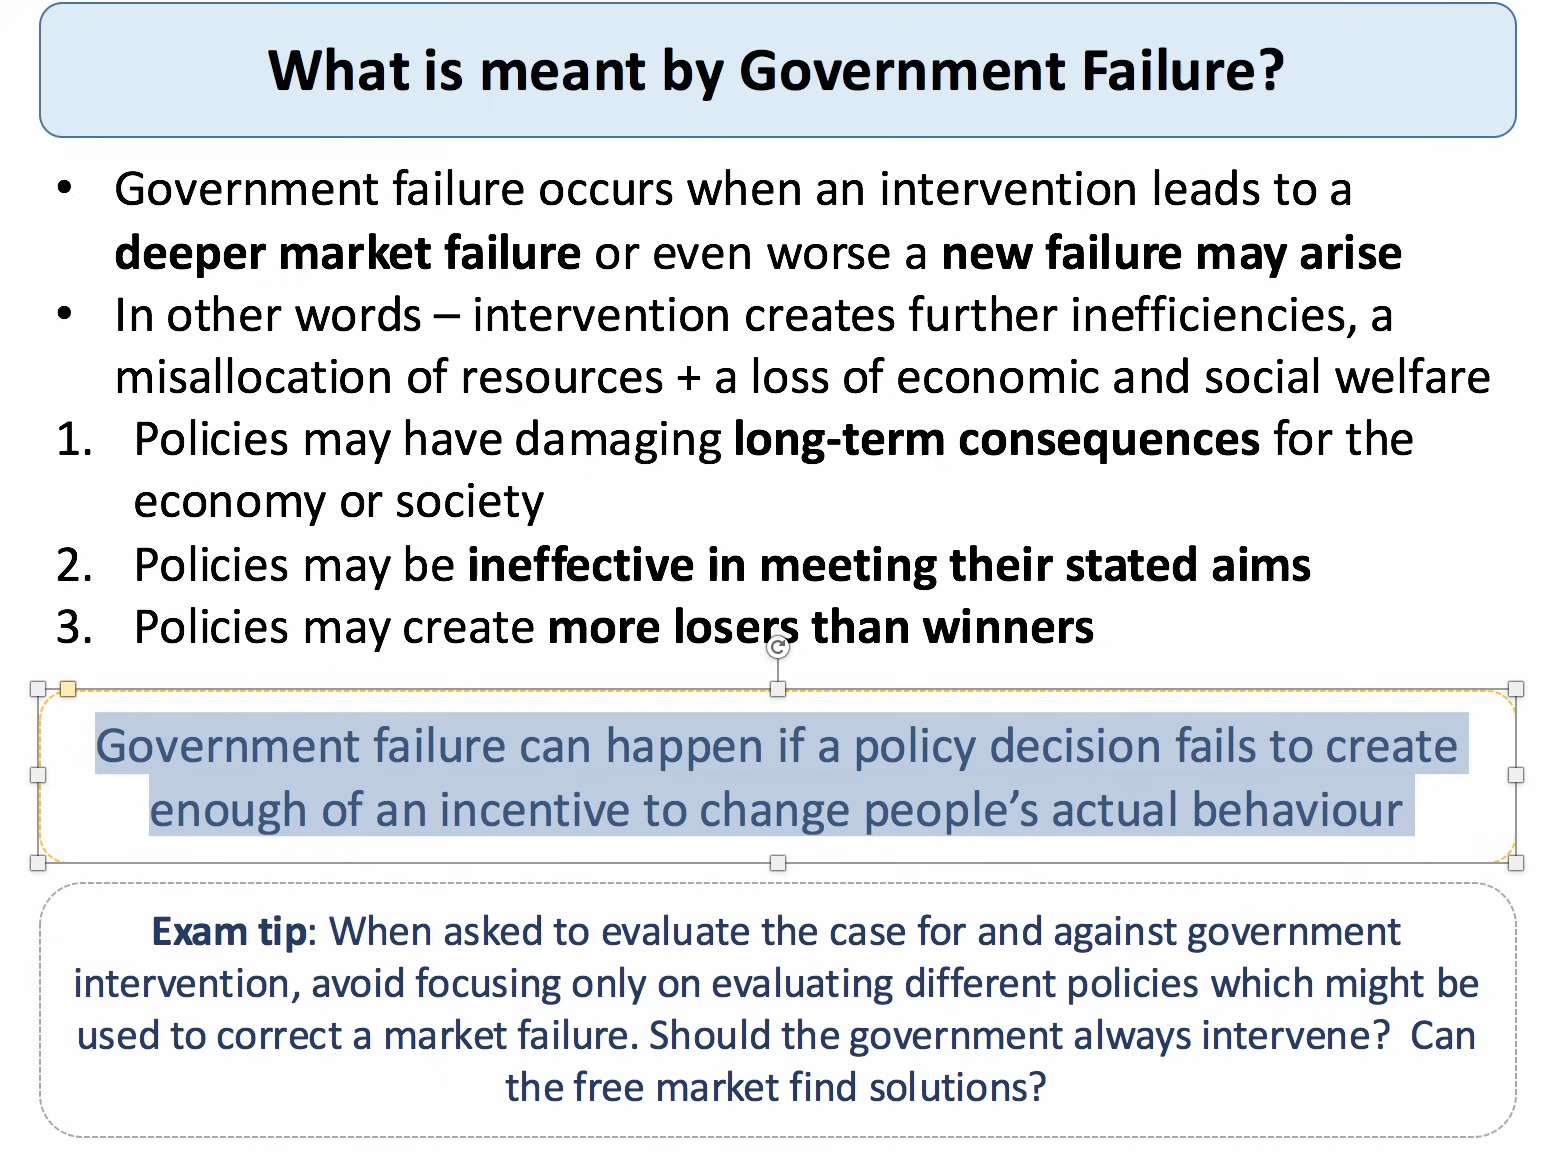 What is meant by Government Failure?
• Government failure occurs when an intervention leads to a
deeper market failure or even worse a new failure may arise
• In other words – intervention creates further inefficiencies, a
misallocation of resources + a loss of economic and social welfare
1. Policies may have damaging long-term consequences for the
economy or society
2. Policies may be ineffective in meeting their stated aims
3. Policies may create more losers than winners
Government failure can happen if a policy decision fails to create
enough of an incentive to change people’s actual behaviour
Exam tip: When asked to evaluate the case for and against government
intervention, avoid focusing only on evaluating different policies which might be
used to correct a market failure. Should the government always intervene?  Can
the free market find solutions?